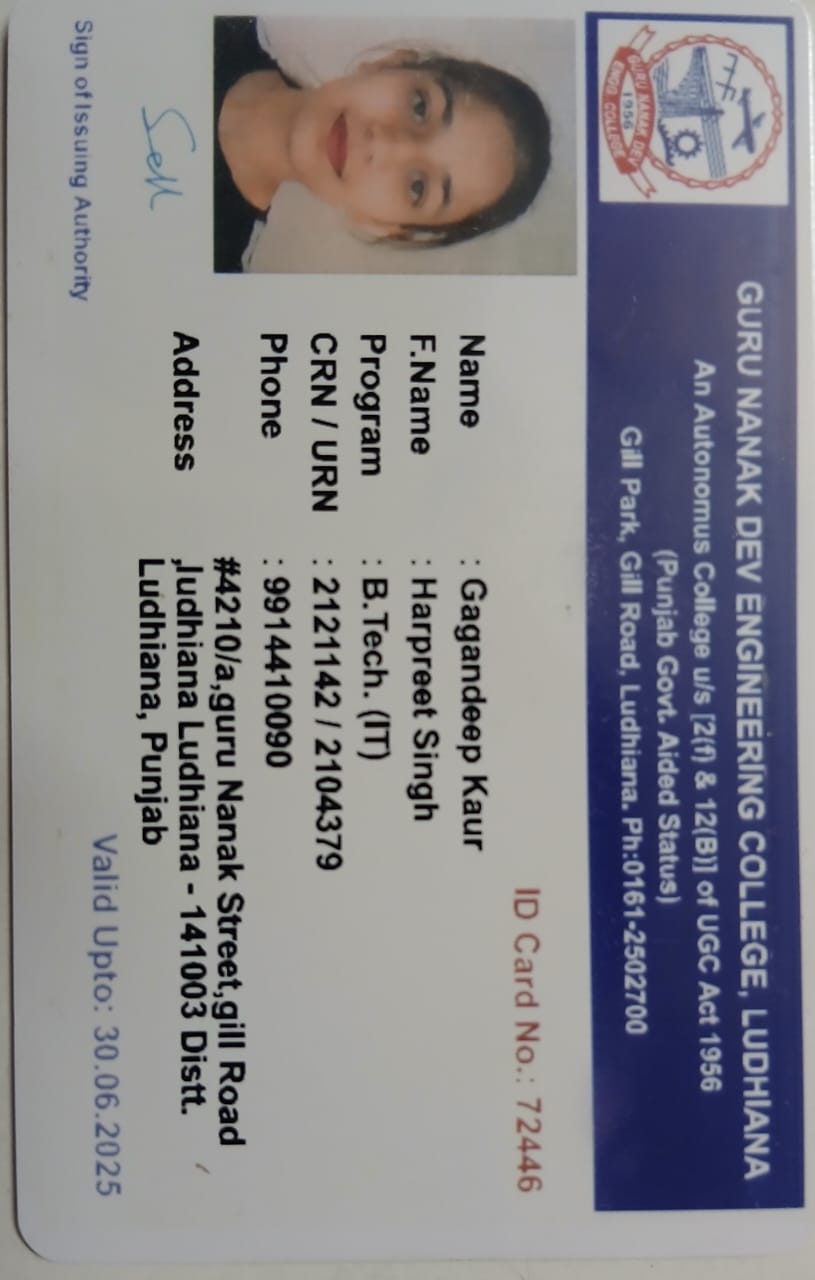 GURU NANAK DEV ENGINEERING COLLEGE, LUDHIANA
An Autonomus College u/s [2(f) & 12(B)] of UGC Act 1956
(Punjab Govt. Aided Status)
Gill Park, Gill Road, Ludhiana. Ph:0161-2502700
GURU NANAK DEV
1956
ENGG COLLEGE
ID Card No.: 72446
Name : Gagandeep Kaur
F.Name : Harpreet Singh
Program : B.Tech. (IT)
CRN / URN : 2121142 / 2104379
Phone : 9914410090
Address #4210/a,guru Nanak Street,gill Road
,ludhiana Ludhiana - 141003 Distt.
Ludhiana, Punjab
Sign of Issuing Authority
Valid Upto: 30.06.2025